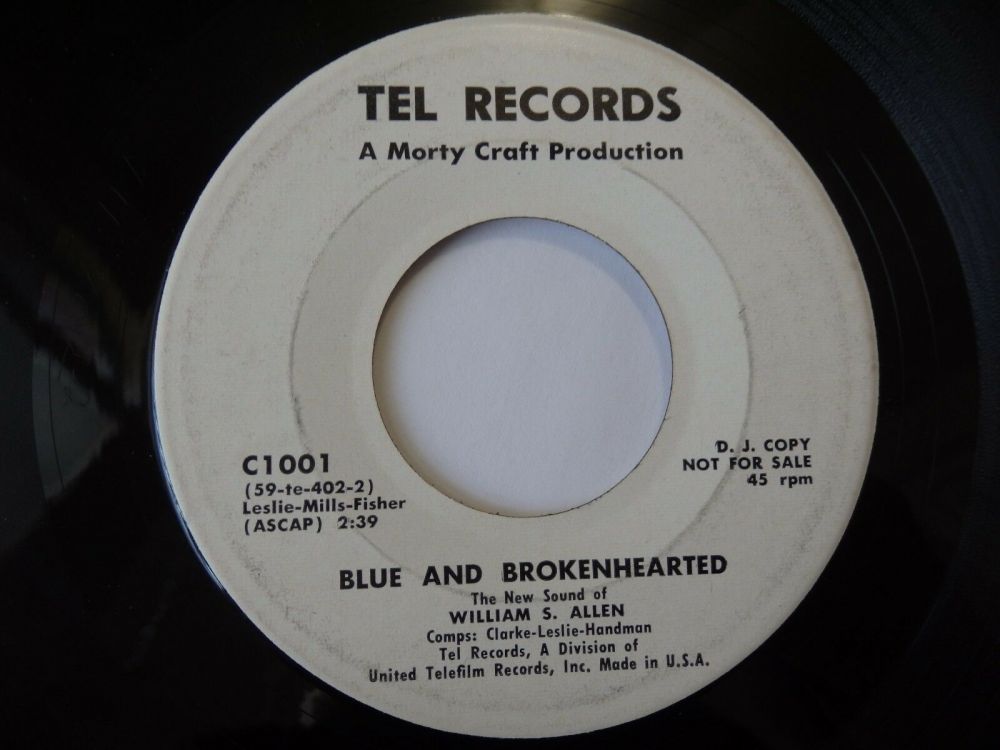 TEL RECORDS
A Morty Craft Production
C1001
(59-te-402-2)
Leslie-Mills-Fisher
(ASCAP) 2:39
D. J. COPY
NOT FOR SALE
45 rpm
BLUE AND BROKENHEARTED
The New Sound of
WILLIAM S. ALLEN
Comps: Clarke-Leslie-Handman
Tel Records, A Division of
United Telefilm Records, Inc. Made in U.S.A.